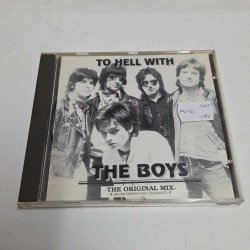 TO HELL WITH
THE BOYS
-THE ORIGINAL MIX-